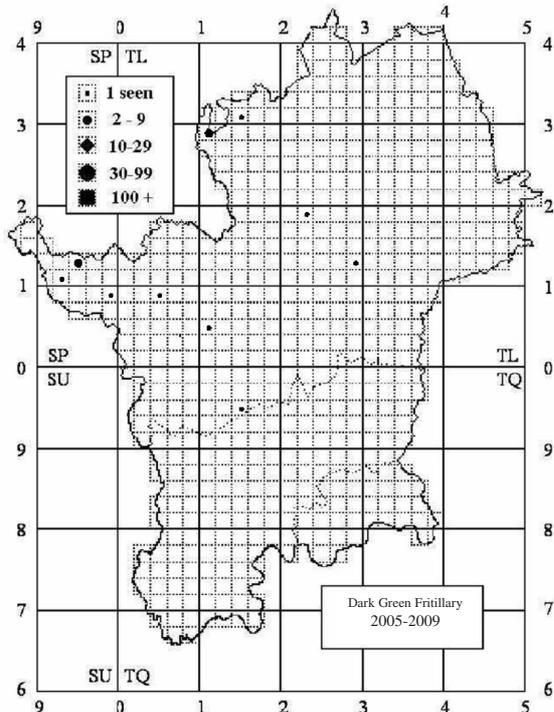 9 0 1 2 3 4 5
4 SP TL 4
1 seen
2 - 9
3 10-29 3
30-99
100 +
2 2
1 1
SP TL
0 0
SU TQ
9 9
8 8
Dark Green Fritillary
7 2005-2009 7
SU TQ
6 6
9 0 1 2 3 4 5